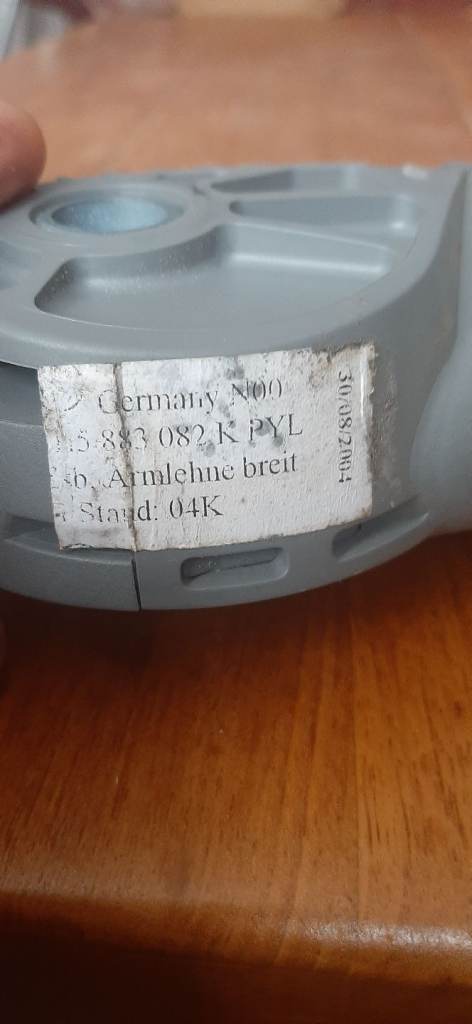 Germany N00
883 082 K PYL
Armlehne breit
Stand: 04K
30/08/2004